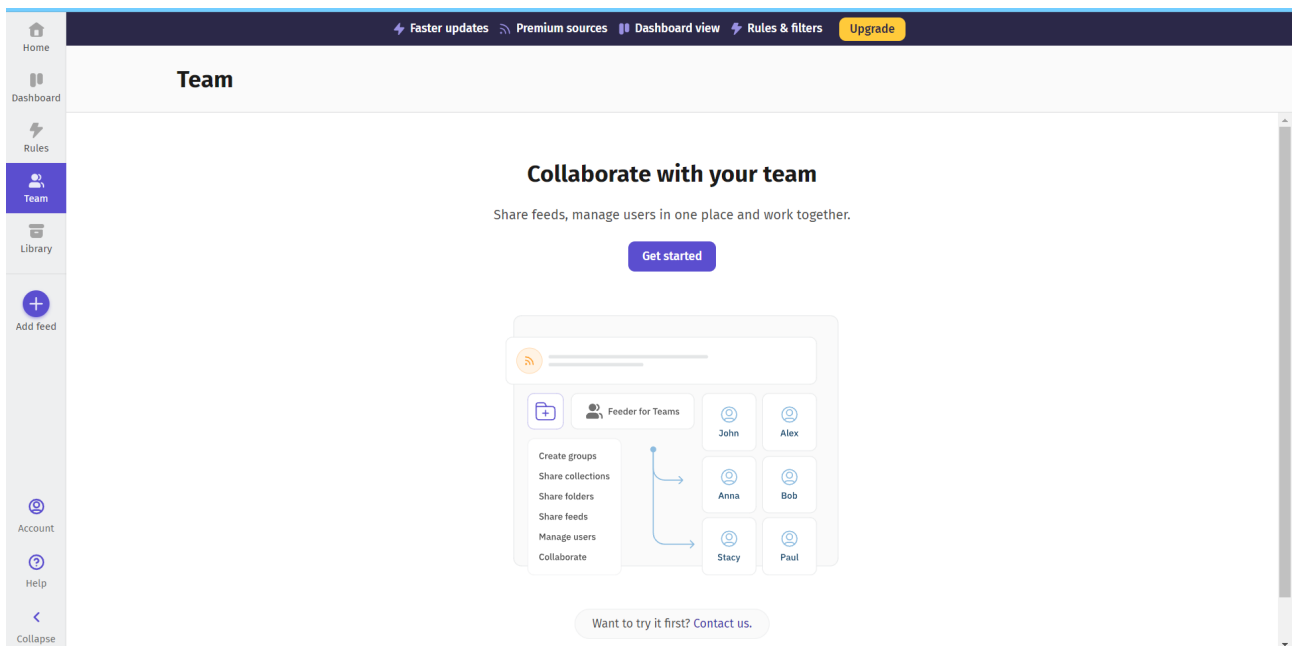 Faster updates Premium sources Dashboard view Rules & filters Upgrade
Home
Dashboard
Rules
Team
Library
Add feed
Account
Help
Collapse
Team
Collaborate with your team
Share feeds, manage users in one place and work together.
Get started
Feeder for Teams
Create groups
Share collections
Share folders
Share feeds
Manage users
Collaborate
John Alex
Anna Bob
Stacy Paul
Want to try it first? Contact us.